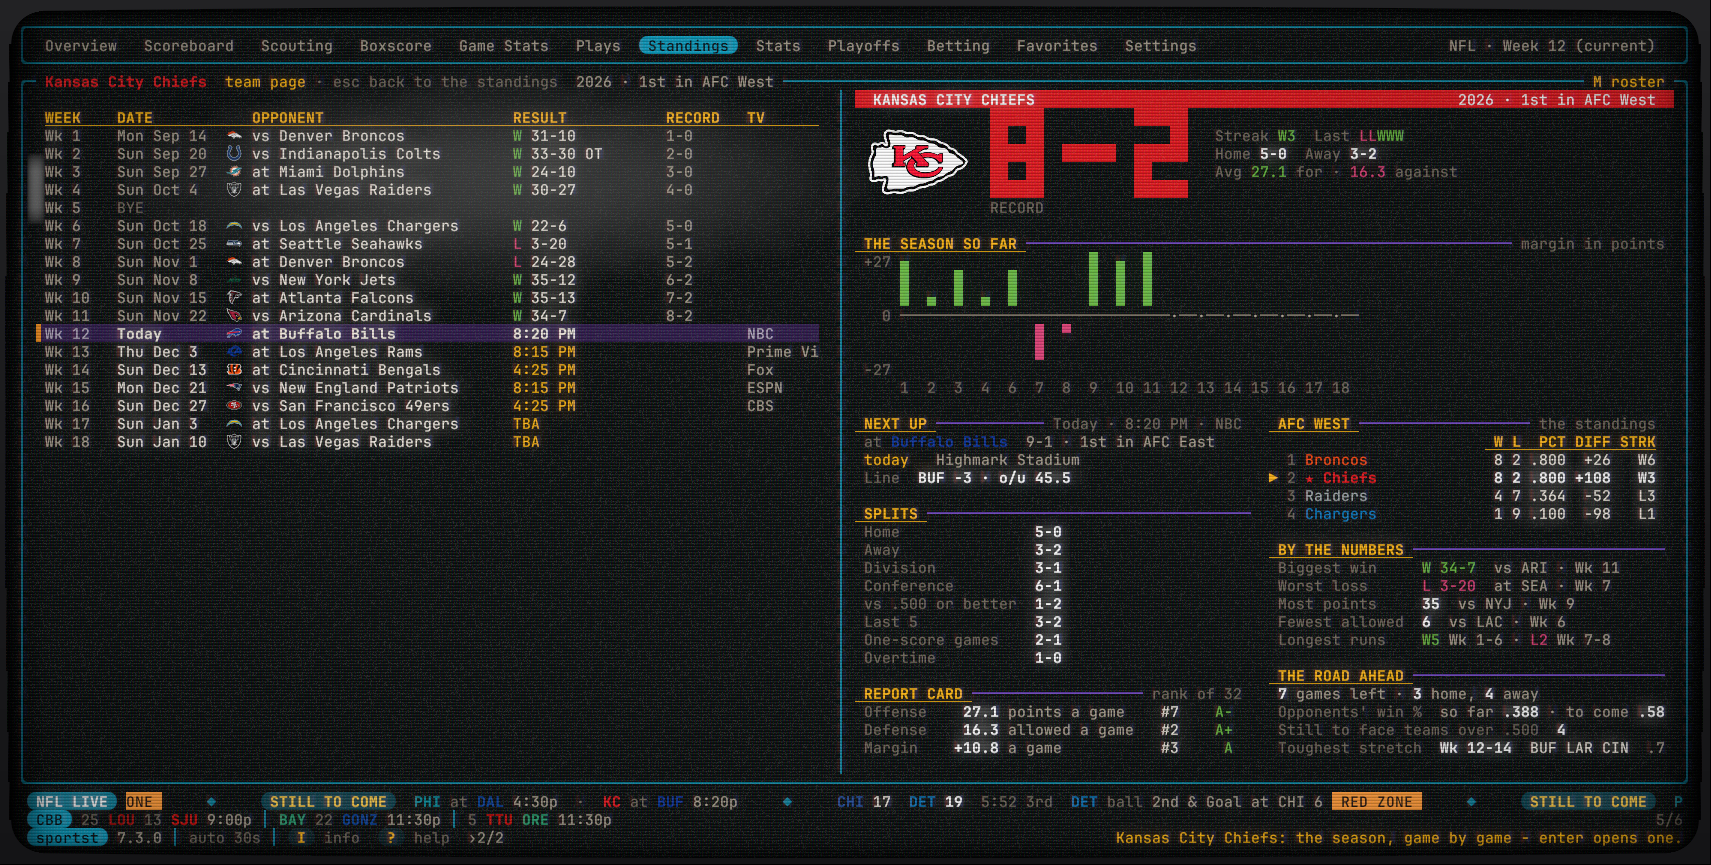 Overview Scoreboard Scouting Boxscore Game Stats Plays Standings Stats Playoffs Betting Favorites Settings NFL · Week 12 (current)
Kansas City Chiefs team page · esc back to the standings 2026 · 1st in AFC West M roster
WEEK DATE OPPONENT RESULT RECORD TV
Wk 1 Mon Sep 14 vs Denver Broncos W 31-10 1-0
Wk 2 Sun Sep 20 vs Indianapolis Colts W 33-30 OT 2-0
Wk 3 Sun Sep 27 at Miami Dolphins W 24-10 3-0
Wk 4 Sun Oct 4 at Las Vegas Raiders W 30-27 4-0
Wk 5 BYE
Wk 6 Sun Oct 18 vs Los Angeles Chargers W 22-6 5-0
Wk 7 Sun Oct 25 at Seattle Seahawks L 3-20 5-1
Wk 8 Sun Nov 1 at Denver Broncos L 24-28 5-2
Wk 9 Sun Nov 8 vs New York Jets W 35-12 6-2
Wk 10 Sun Nov 15 at Atlanta Falcons W 35-13 7-2
Wk 11 Sun Nov 22 vs Arizona Cardinals W 34-7 8-2
Wk 12 Today at Buffalo Bills 8:20 PM NBC
Wk 13 Thu Dec 3 at Los Angeles Rams 8:15 PM Prime Vi
Wk 14 Sun Dec 13 at Cincinnati Bengals 4:25 PM Fox
Wk 15 Mon Dec 21 vs New England Patriots 8:15 PM ESPN
Wk 16 Sun Dec 27 vs San Francisco 49ers 4:25 PM CBS
Wk 17 Sun Jan 3 at Los Angeles Chargers TBA
Wk 18 Sun Jan 10 vs Las Vegas Raiders TBA
KANSAS CITY CHIEFS 2026 · 1st in AFC West
KC
8-2
RECORD
Streak W3 Last LLWWW
Home 5-0 Away 3-2
Avg 27.1 for · 16.3 against
THE SEASON SO FAR margin in points
+27
0
-27
1 2 3 4 5 6 7 8 9 10 11 12 13 14 15 16 17 18
NEXT UP Today · 8:20 PM · NBC
at Buffalo Bills 9-1 · 1st in AFC East
today Highmark Stadium
Line BUF -3 · o/u 45.5
SPLITS
Home 5-0
Away 3-2
Division 3-1
Conference 6-1
vs .500 or better 1-2
Last 5 3-2
One-score games 2-1
Overtime 1-0
REPORT CARD rank of 32
Offense 27.1 points a game #7 A-
Defense 16.3 allowed a game #2 A+
Margin +10.8 a game #3 A
AFC WEST the standings
W L PCT DIFF STRK
1 Broncos 8 2 .800 +26 W6
▶ 2 ★ Chiefs 8 2 .800 +108 W3
3 Raiders 4 7 .364 -52 L3
4 Chargers 1 9 .100 -98 L1
BY THE NUMBERS
Biggest win W 34-7 vs ARI · Wk 11
Worst loss L 3-20 at SEA · Wk 7
Most points 35 vs NYJ · Wk 9
Fewest allowed 6 vs LAC · Wk 6
Longest runs W5 Wk 1-6 · L2 Wk 7-8
THE ROAD AHEAD
7 games left · 3 home, 4 away
Opponents' win % so far .388 · to come .58
Still to face teams over .500 4
Toughest stretch Wk 12-14 BUF LAR CIN .7
NFL LIVE ONE ◆ STILL TO COME PHI at DAL 4:30p · KC at BUF 8:20p ◆ CHI 17 DET 19 5:52 3rd DET ball 2nd & Goal at CHI 6 RED ZONE ◆ STILL TO COME P
CBB 25 LOU 13 SJU 9:00p | BAY 22 GONZ 11:30p | 5 TTU ORE 11:30p 5/6
sportst 7.3.0 | auto 30s | I info ? help >2/2 Kansas City Chiefs: the season, game by game - enter opens one.